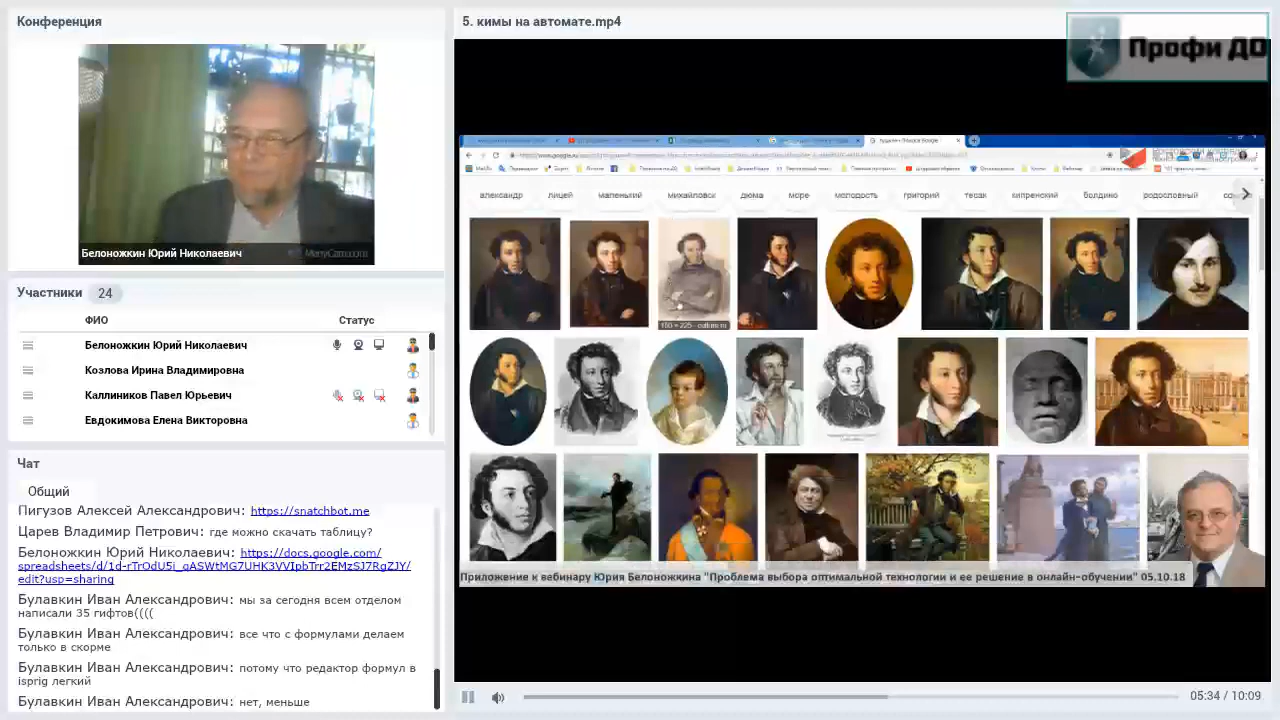 Конференция
Белоножкин Юрий Николаевич
ManyCam.com
Участники 24
ФИО Статус
Белоножкин Юрий Николаевич
Козлова Ирина Владимировна
Каллиников Павел Юрьевич
Евдокимова Елена Викторовна
Чат
Общий
Пигузов Алексей Александрович: https://snatchbot.me
Царев Владимир Петрович: где можно скачать таблицу?
Белоножкин Юрий Николаевич: https://docs.google.com/
spreadsheets/d/1d-rTrOdU5i_qASWtMG7UHK3VVIpbTrr2EMzSJ7RgZJY/
edit?usp=sharing
Булавкин Иван Александрович: мы за сегодня всем отделом
написали 35 гифтов((((
Булавкин Иван Александрович: все что с формулами делаем
только в скорме
Булавкин Иван Александрович: потому что редактор формул в
isprig легкий
Булавкин Иван Александрович: нет, меньше
5. кимы на автомате.mp4
Профи ДО
александр лицей маленький михайловск дюма море молодость григорий тесак кипренский болдино родословный
Приложение к вебинару Юрия Белоножкина "Проблема выбора оптимальной технологии и ее решение в онлайн-обучении" 05.10.18
05:34 / 10:09